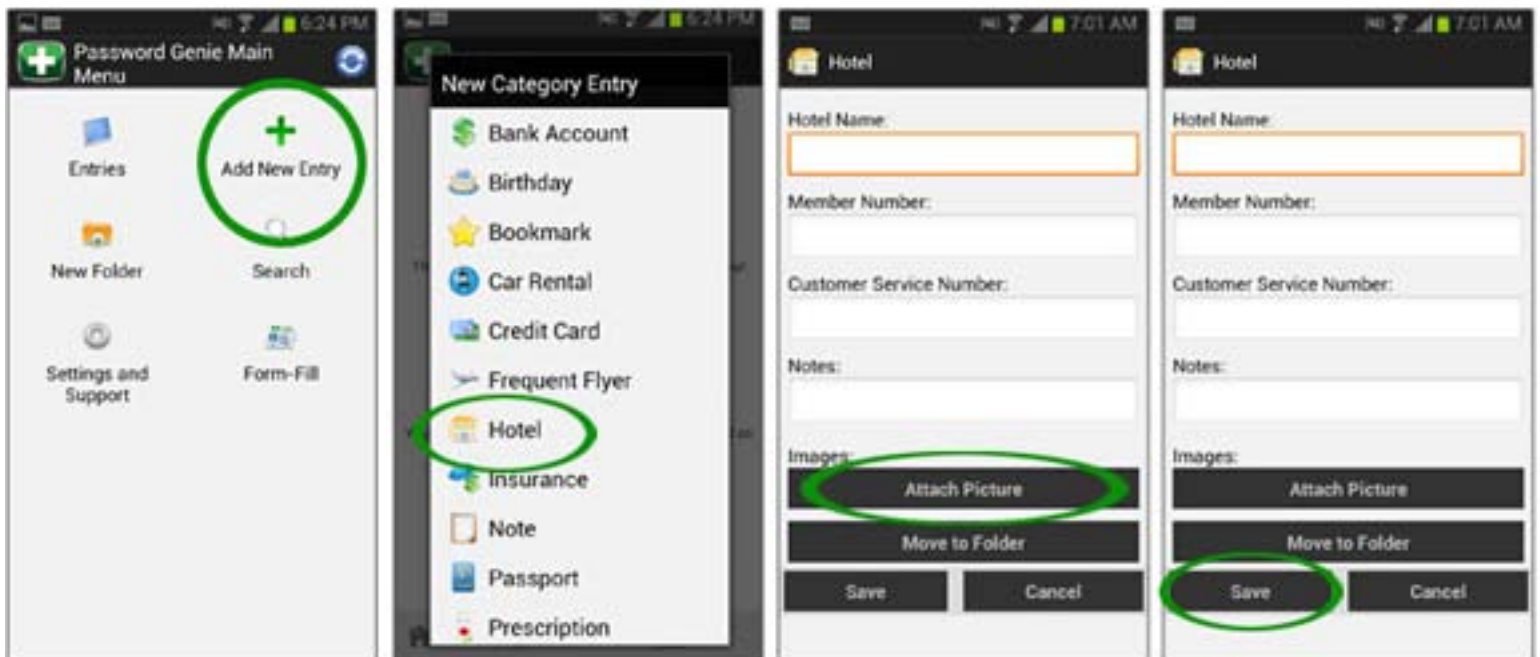 6:24 PM
Password Genie Main
Menu
Entries
Add New Entry
New Folder
Search
Settings and
Support
Form-Fill
6:24 PM
New Category Entry
Bank Account
Birthday
Bookmark
Car Rental
Credit Card
Frequent Flyer
Hotel
Insurance
Note
Passport
Prescription
7:01 AM
Hotel
Hotel Name:
Member Number:
Customer Service Number:
Notes:
Images:
Attach Picture
Move to Folder
Save
Cancel
7:01 AM
Hotel
Hotel Name:
Member Number:
Customer Service Number:
Notes:
Images:
Attach Picture
Move to Folder
Save
Cancel